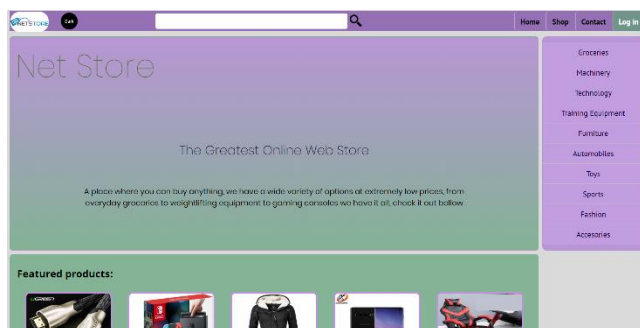 NETSTORE
Dark
Home Shop Contact Log In
Net Store
The Greatest Online Web Store
A place where you can buy anything, we have a wide variety of options at extremely low prices, from
everyday groceries to weightlifting equipment to gaming consoles we have it all, check it out bellow
Groceries
Machinery
Technology
Training Equipment
Furniture
Automobiles
Toys
Sports
Fashion
Accesories
Featured products:
UGREEN